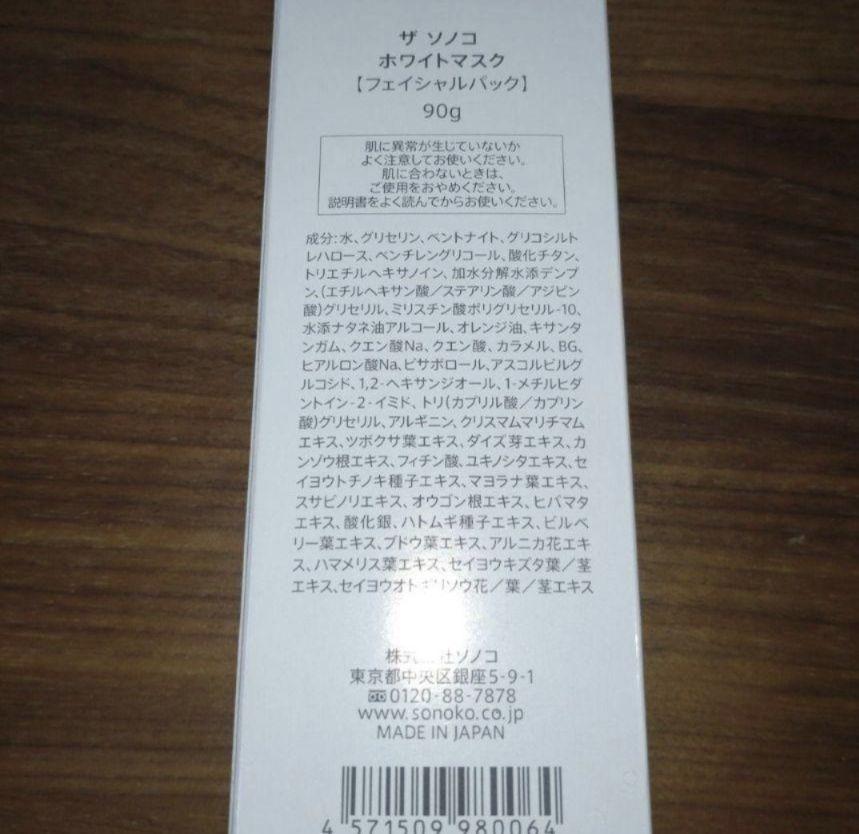 ザ ソノコ
ホワイトマスク
【フェイシャルパック】
90g
肌に異常が生じていないか
よく注意してお使いください。
肌に合わないときは、
ご使用をおやめください。
説明書をよく読んでからお使いください。
成分：水、グリセリン、ベントナイト、グリコシルト
レハロース、ペンチレングリコール、酸化チタン、
トリエチルヘキサノイン、加水分解水添デンプ
ン、(エチルヘキサン酸／ステアリン酸／アジピン
酸)グリセリル、ミリスチン酸ポリグリセリル-10、
水添ナタネ油アルコール、オレンジ油、キサンタ
ンガム、クエン酸Na、クエン酸、カラメル、BG、
ヒアルロン酸Na、ビサボロール、アスコルビルグ
ルコシド、1,2-ヘキサンジオール、1-メチルヒダ
ントイン-2-イミド、トリ(カプリル酸／カプリン
酸)グリセリル、アルギニン、クリスマムマリチマム
エキス、ツボクサ葉エキス、ダイズ芽エキス、カ
ンゾウ根エキス、フィチン酸、ユキノシタエキス、セ
イヨウトチノキ種子エキス、マヨラナ葉エキス、
スサビノリエキス、オウゴン根エキス、ヒバマタ
エキス、酸化銀、ハトムギ種子エキス、ビルベ
リー葉エキス、ブドウ葉エキス、アルニカ花エキ
ス、ハマメリス葉エキス、セイヨウキズタ葉／茎
エキス、セイヨウオトギリソウ花／葉／茎エキス
株 社ソノコ
東京都中央区銀座5-9-1
0120-88-7878
www.sonoko.co.jp
MADE IN JAPAN
4 571509 980064